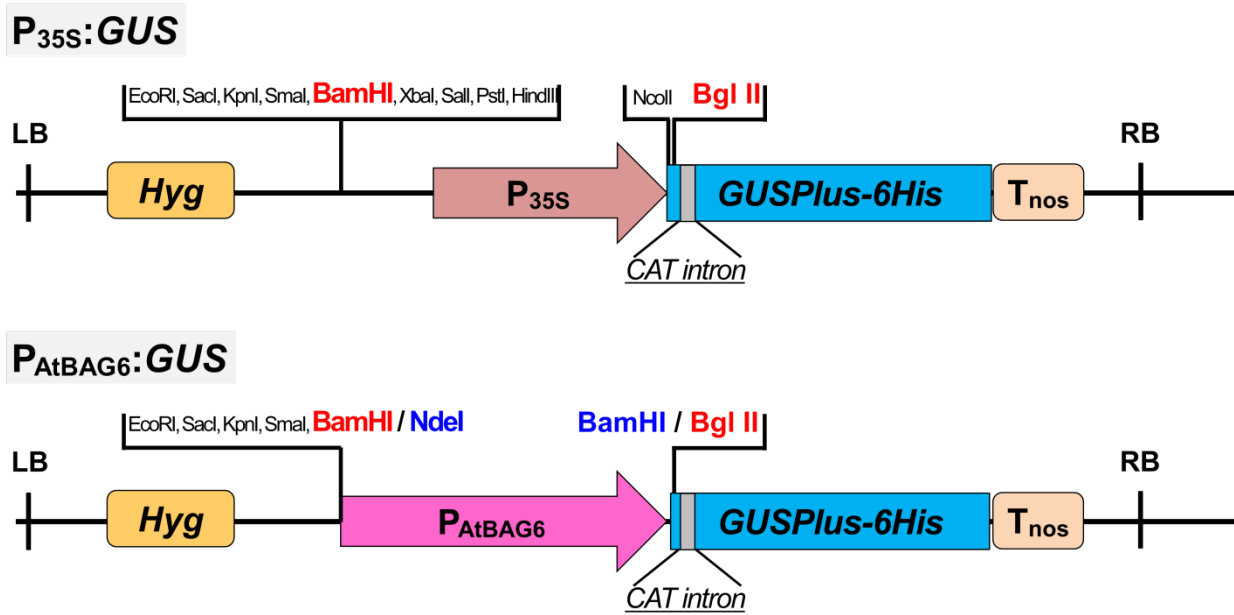 P35S:GUS
EcoRI, SacI, KpnI, SmaI, BamHI, XbaI, SalI, PstI, HindIII
NcoII Bgl II
LB
RB
Hyg
P35S
GUSPlus-6His
Tnos
CAT intron
PAtBAG6:GUS
EcoRI, SacI, KpnI, SmaI, BamHI / NdeI
BamHI / Bgl II
LB
RB
Hyg
PAtBAG6
GUSPlus-6His
Tnos
CAT intron